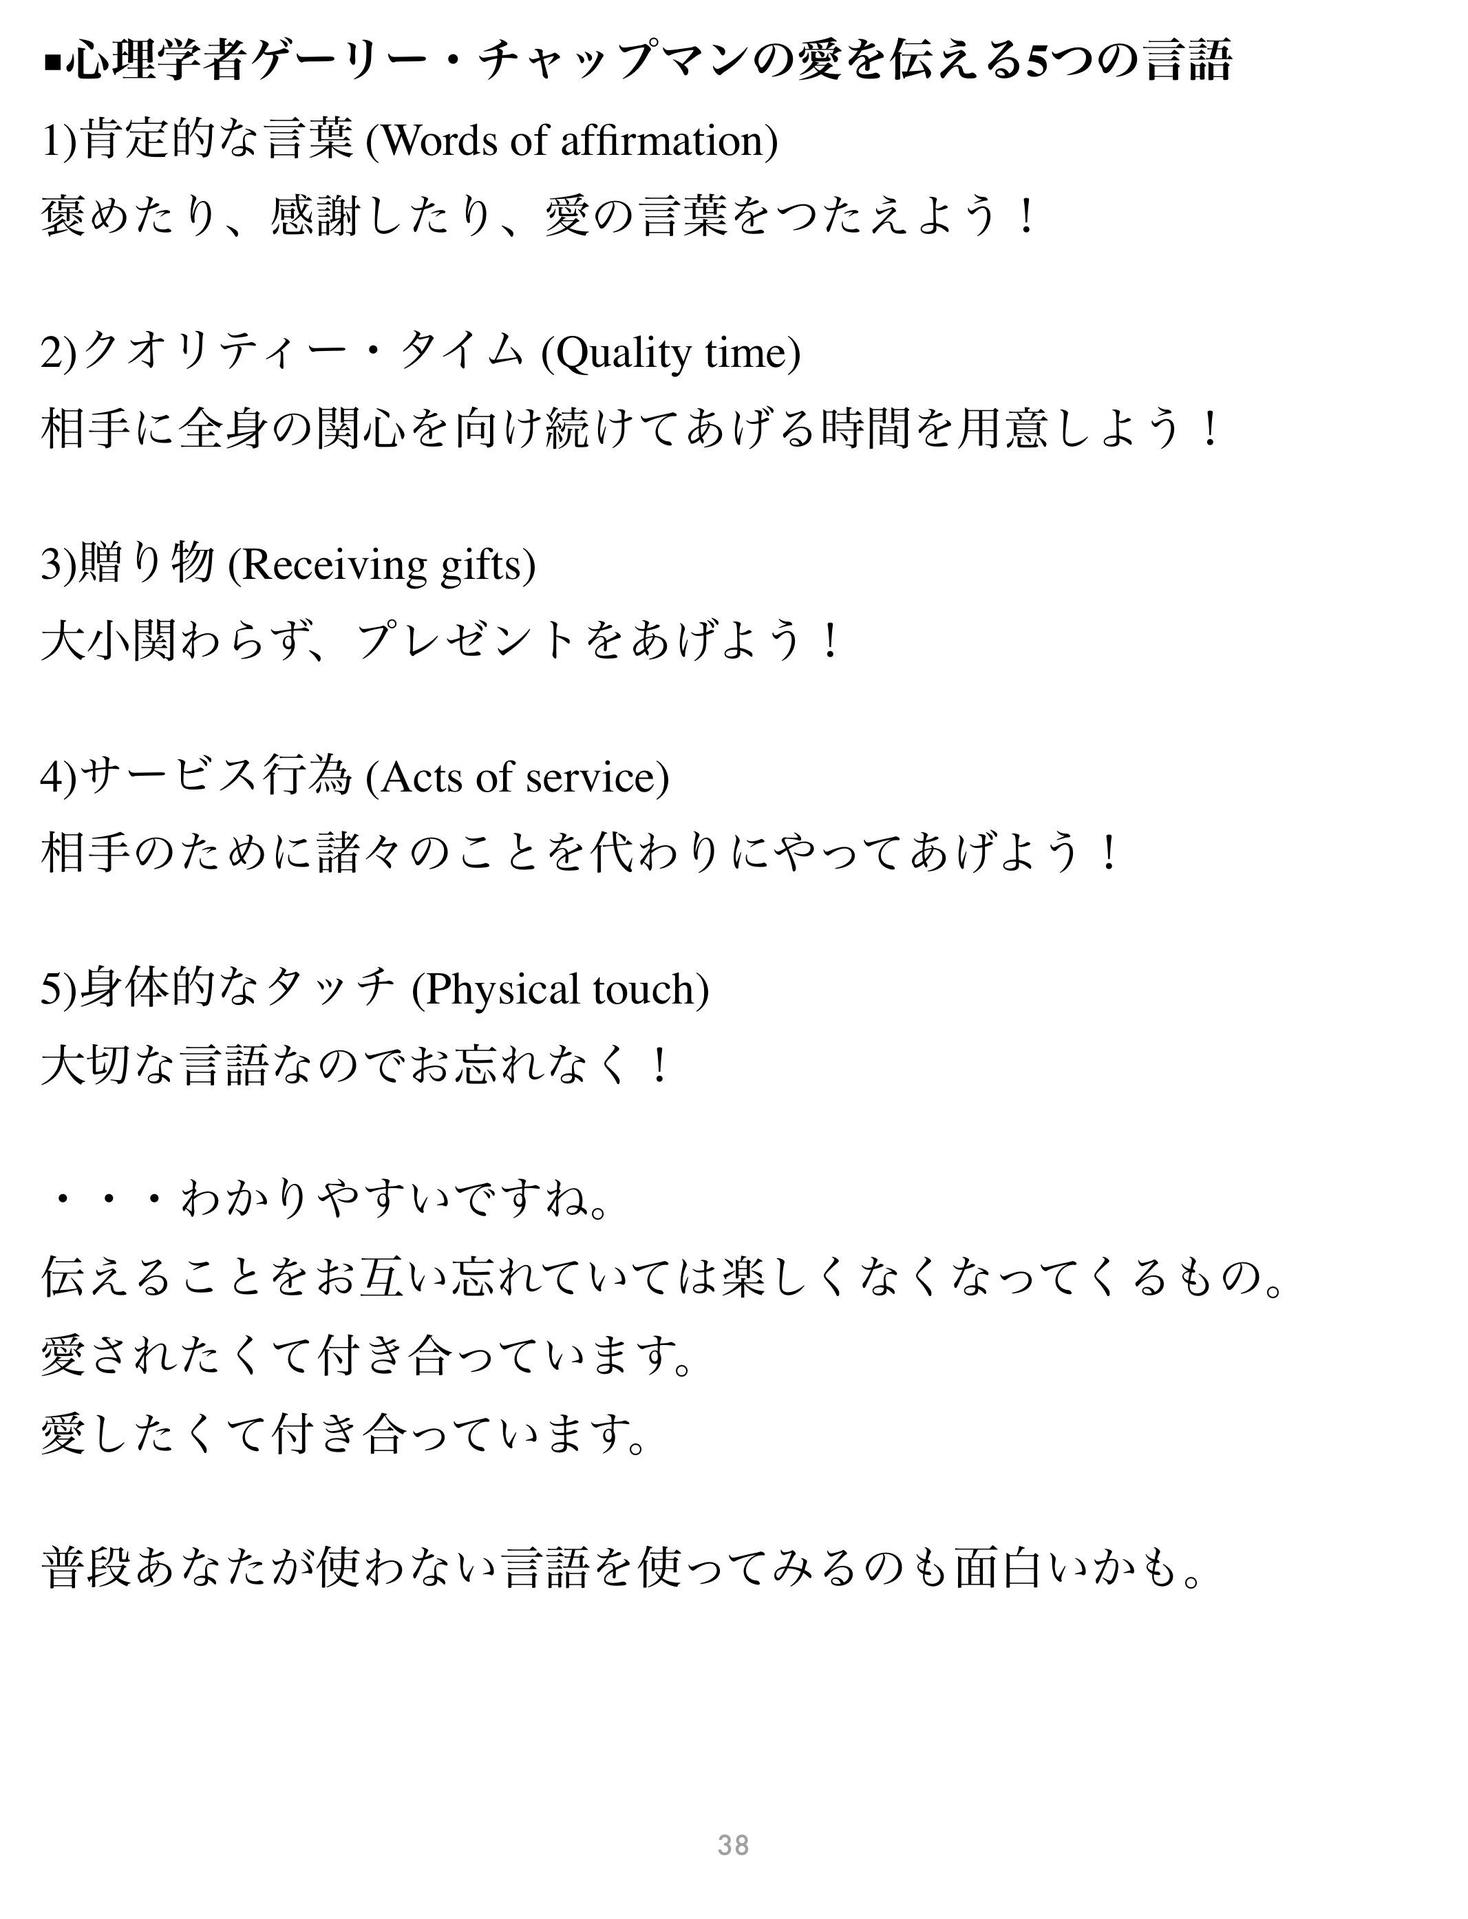 ▪心理学者ゲーリー・チャップマンの愛を伝える5つの言語
1)肯定的な言葉 (Words of affirmation)
褒めたり、感謝したり、愛の言葉をつたえよう！
2)クオリティー・タイム (Quality time)
相手に全身の関心を向け続けてあげる時間を用意しよう！
3)贈り物 (Receiving gifts)
大小関わらず、プレゼントをあげよう！
4)サービス行為 (Acts of service)
相手のために諸々のことを代わりにやってあげよう！
5)身体的なタッチ (Physical touch)
大切な言語なのでお忘れなく！
・・・わかりやすいですね。
伝えることをお互い忘れていては楽しくなくなってくるもの。
愛されたくて付き合っています。
愛したくて付き合っています。
普段あなたが使わない言語を使ってみるのも面白いかも。
38